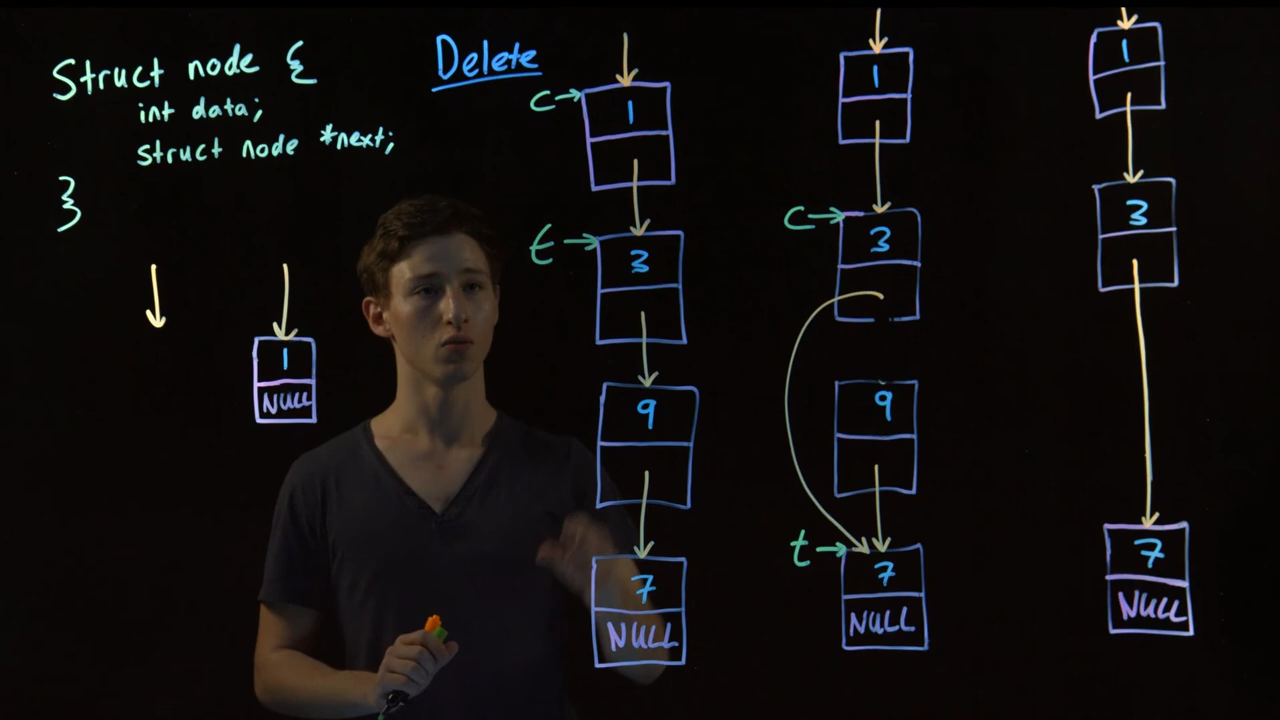 Struct node {
int data;
struct node *next;
}
1
NULL
Delete
c
1
t
3
9
7
NULL
1
c
3
9
t
7
NULL
1
3
7
NULL